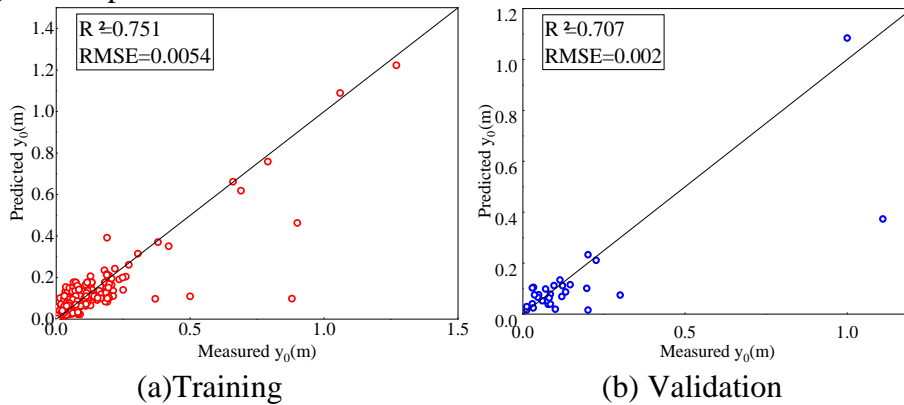 R²=0.751
RMSE=0.0054
1.4
1.2
1.0
0.8
0.6
0.4
0.2
0.0
0.0
0.5
1.0
1.5
Predicted y₀(m)
Measured y₀(m)
(a)Training
R²=0.707
RMSE=0.002
1.2
1.0
0.8
0.6
0.4
0.2
0.0
0.0
0.5
1.0
Predicted y₀(m)
Measured y₀(m)
(b) Validation